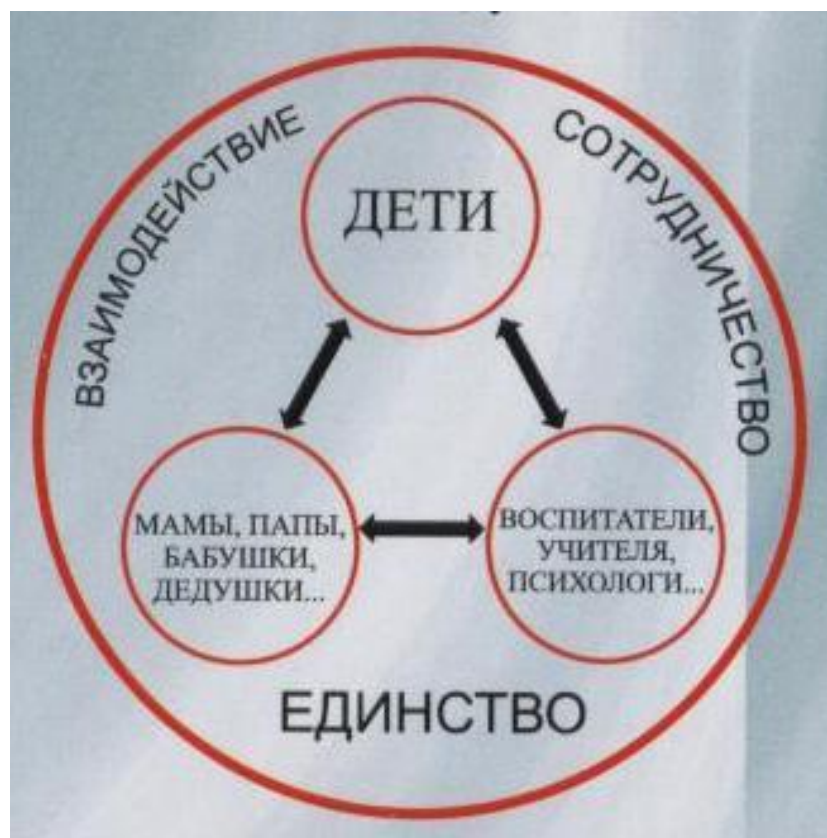 ВЗАИМОДЕЙСТВИЕ
СОТРУДНИЧЕСТВО
ДЕТИ
МАМЫ, ПАПЫ,
БАБУШКИ,
ДЕДУШКИ...
ВОСПИТАТЕЛИ,
УЧИТЕЛЯ,
ПСИХОЛОГИ...
ЕДИНСТВО